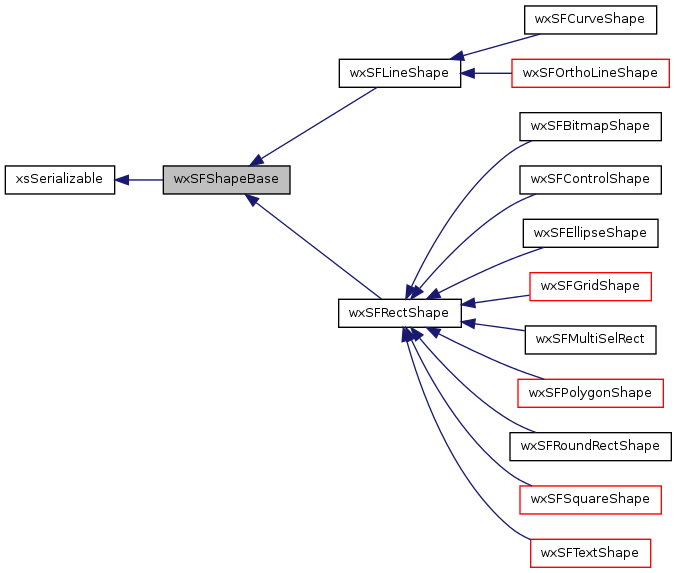 wxSFCurveShape
wxSFLineShape
wxSFOrthoLineShape
wxSFBitmapShape
xsSerializable
wxSFShapeBase
wxSFControlShape
wxSFEllipseShape
wxSFGridShape
wxSFRectShape
wxSFMultiSelRect
wxSFPolygonShape
wxSFRoundRectShape
wxSFSquareShape
wxSFTextShape